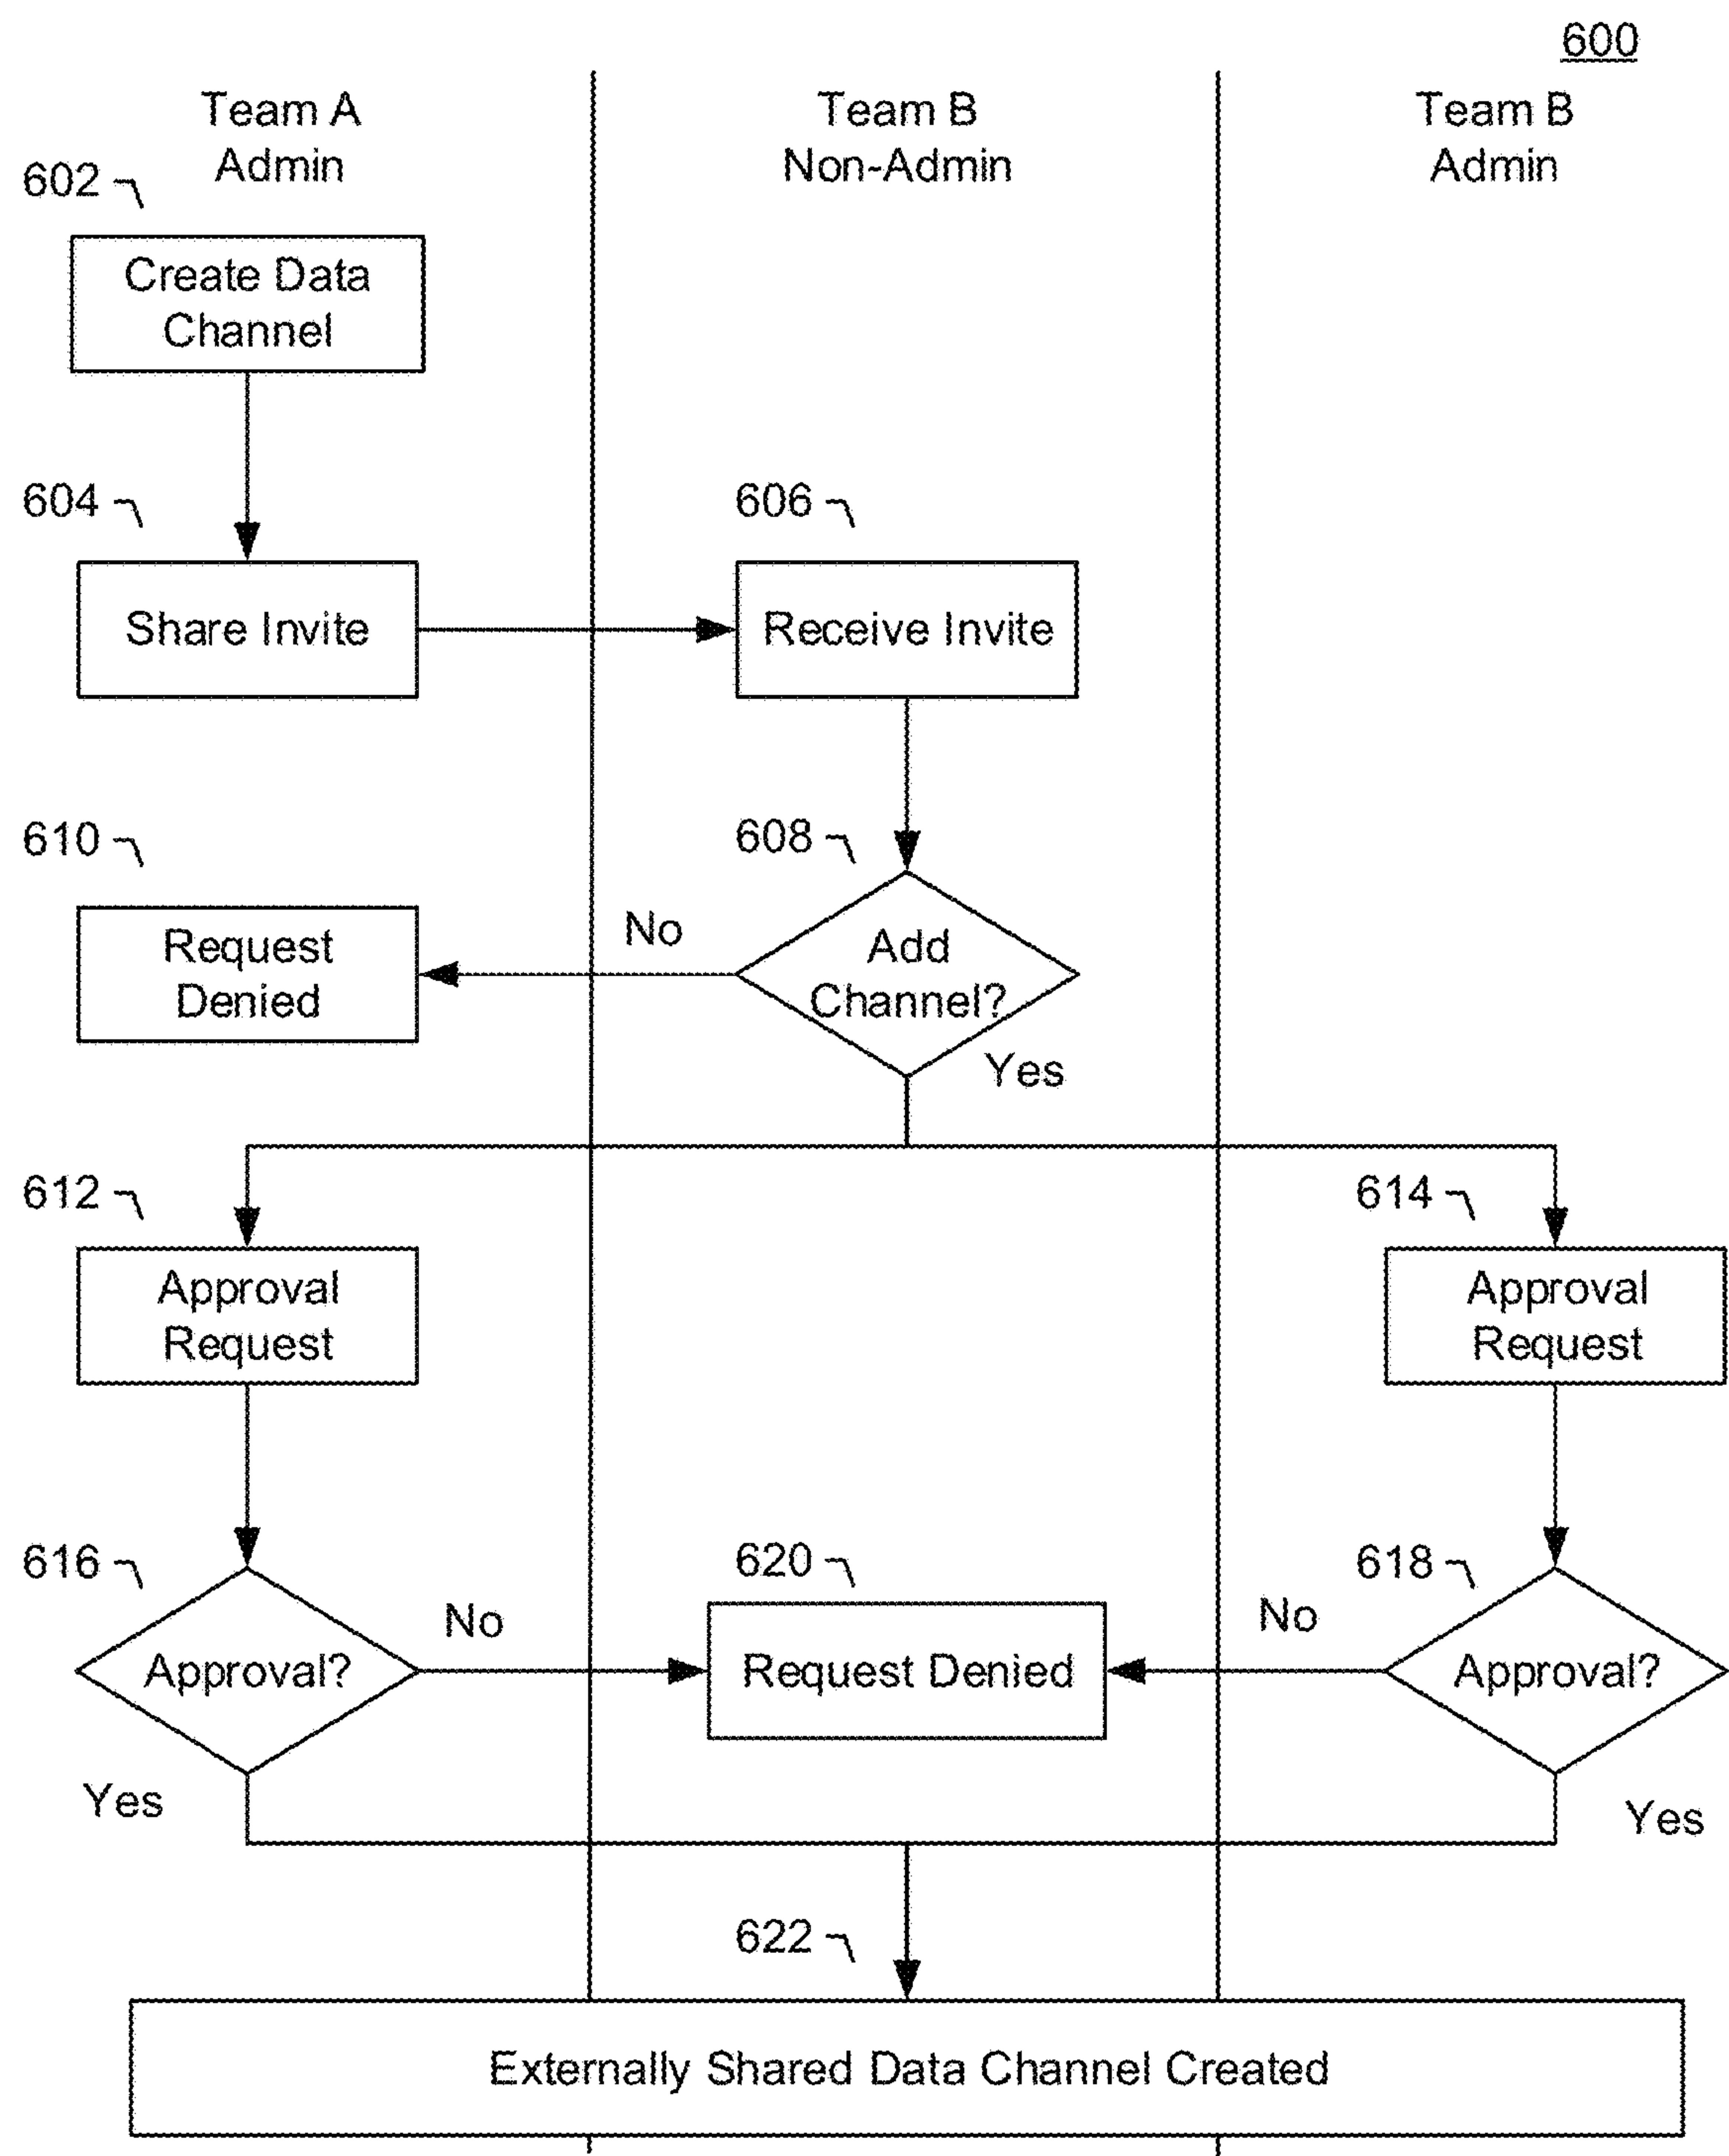 600
Team A
Admin
Team B
Non-Admin
Team B
Admin
602
Create Data
Channel
604
Share Invite
606
Receive Invite
610
Request
Denied
No
608
Add
Channel?
Yes
612
Approval
Request
614
Approval
Request
616
Approval?
No
Yes
620
Request Denied
618
No
Approval?
Yes
622
Externally Shared Data Channel Created